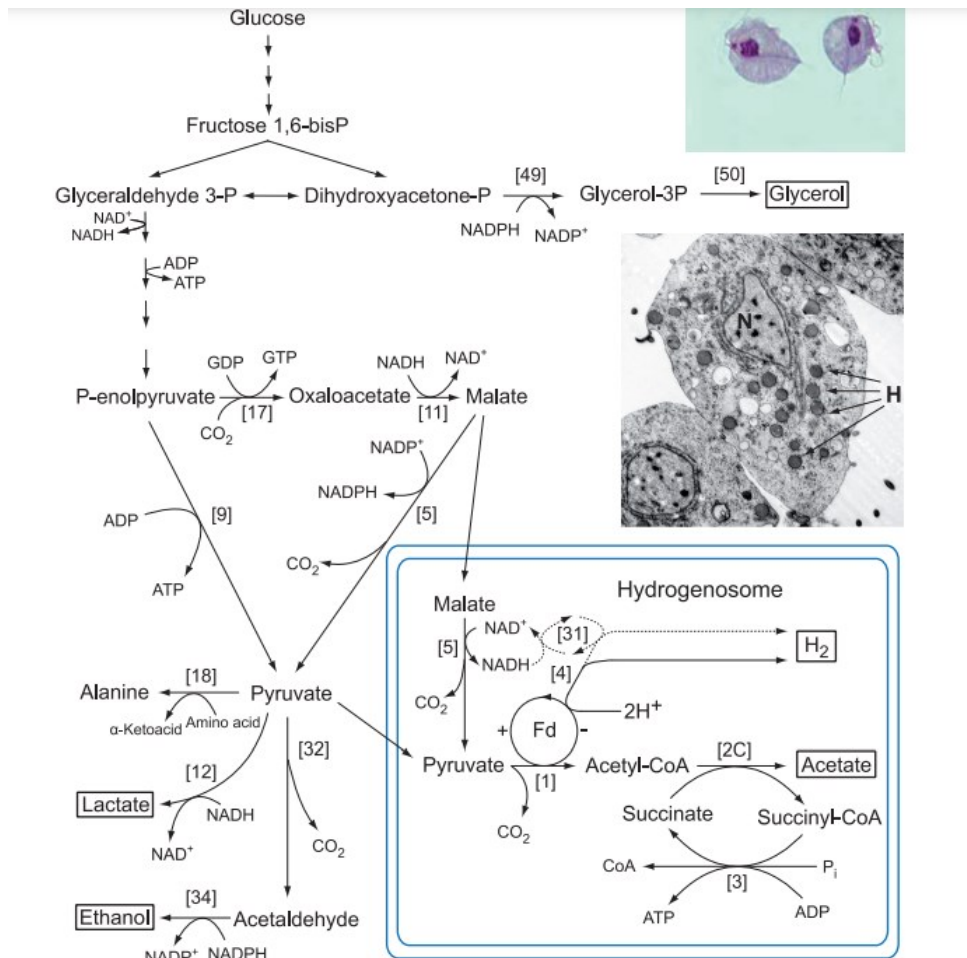 Glucose
Fructose 1,6-bisP
Glyceraldehyde 3-P
Dihydroxyacetone-P
[49]
NADPH
NADP+
Glycerol-3P
[50]
Glycerol
NAD+
NADH
ADP
ATP
N
H
P-enolpyruvate
GDP
GTP
CO2
[17]
Oxaloacetate
NADH
NAD+
[11]
Malate
NADP+
NADPH
[5]
CO2
ADP
[9]
ATP
Hydrogenosome
Malate
[5]
NAD+
NADH
[31]
CO2
[4]
H2
2H+
+
Fd
-
Alanine
[18]
α-Ketoacid
Amino acid
Pyruvate
[12]
Lactate
NADH
NAD+
[32]
CO2
Pyruvate
[1]
CO2
Acetyl-CoA
[2C]
Acetate
Succinate
Succinyl-CoA
CoA
Pi
[3]
ATP
ADP
[34]
Ethanol
Acetaldehyde
NADP+
NADPH